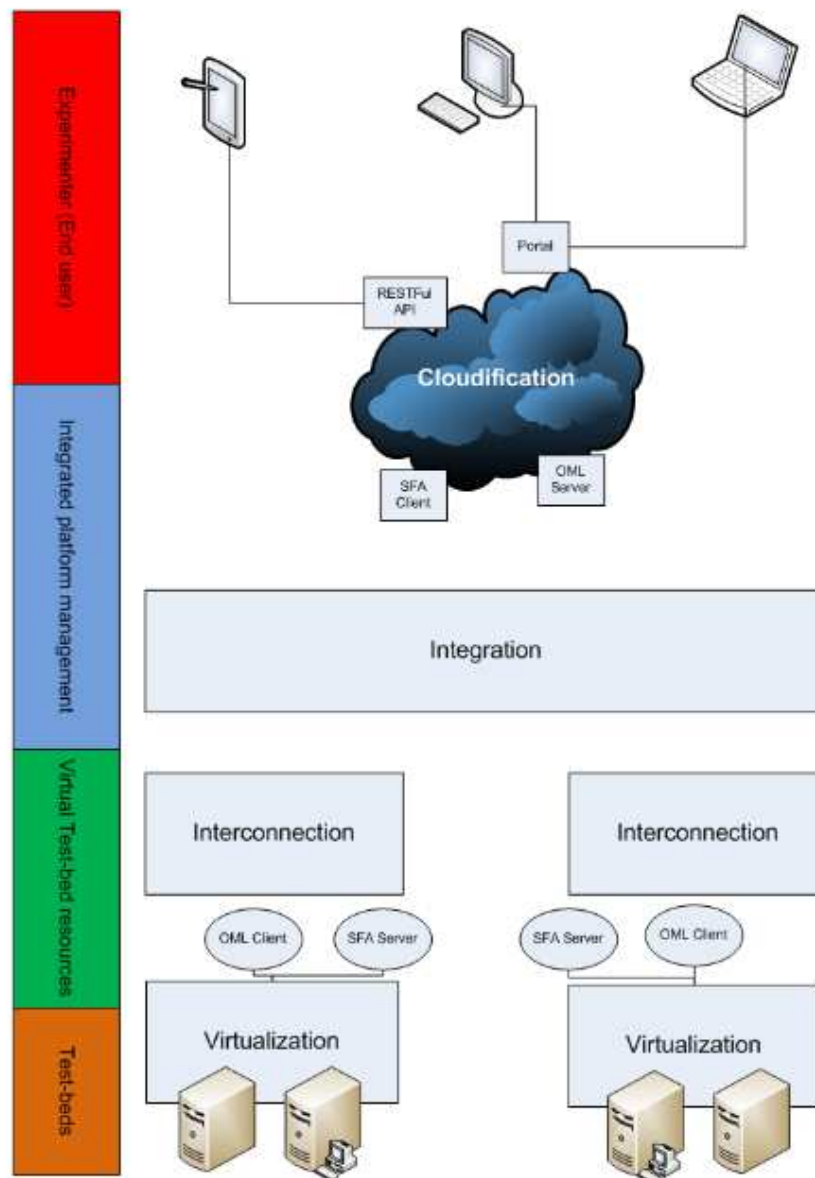 Experimenter (End user)
Portal
RESTFul
API
Cloudification
SFA
Client
OML
Server
Integrated platform management
Integration
Virtual Test-bed resources
Interconnection
Interconnection
OML Client
SFA Server
SFA Server
OML Client
Test-beds
Virtualization
Virtualization